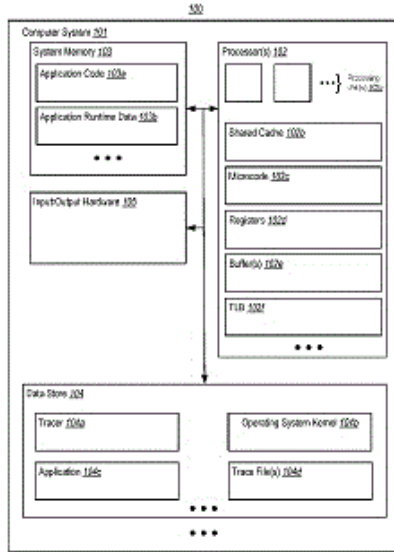 100
Computer System 101
System Memory 103
Application Code 103a
Application Runtime Data 103b
Processor(s) 102
Processing Unit(s) 102a
Shared Cache 102b
Microcode 102c
Registers 102d
Buffer(s) 102e
TLB 102f
Input/Output Hardware 105
Data Store 104
Tracer 104a
Operating System Kernel 104b
Application 104c
Trace File(s) 104d